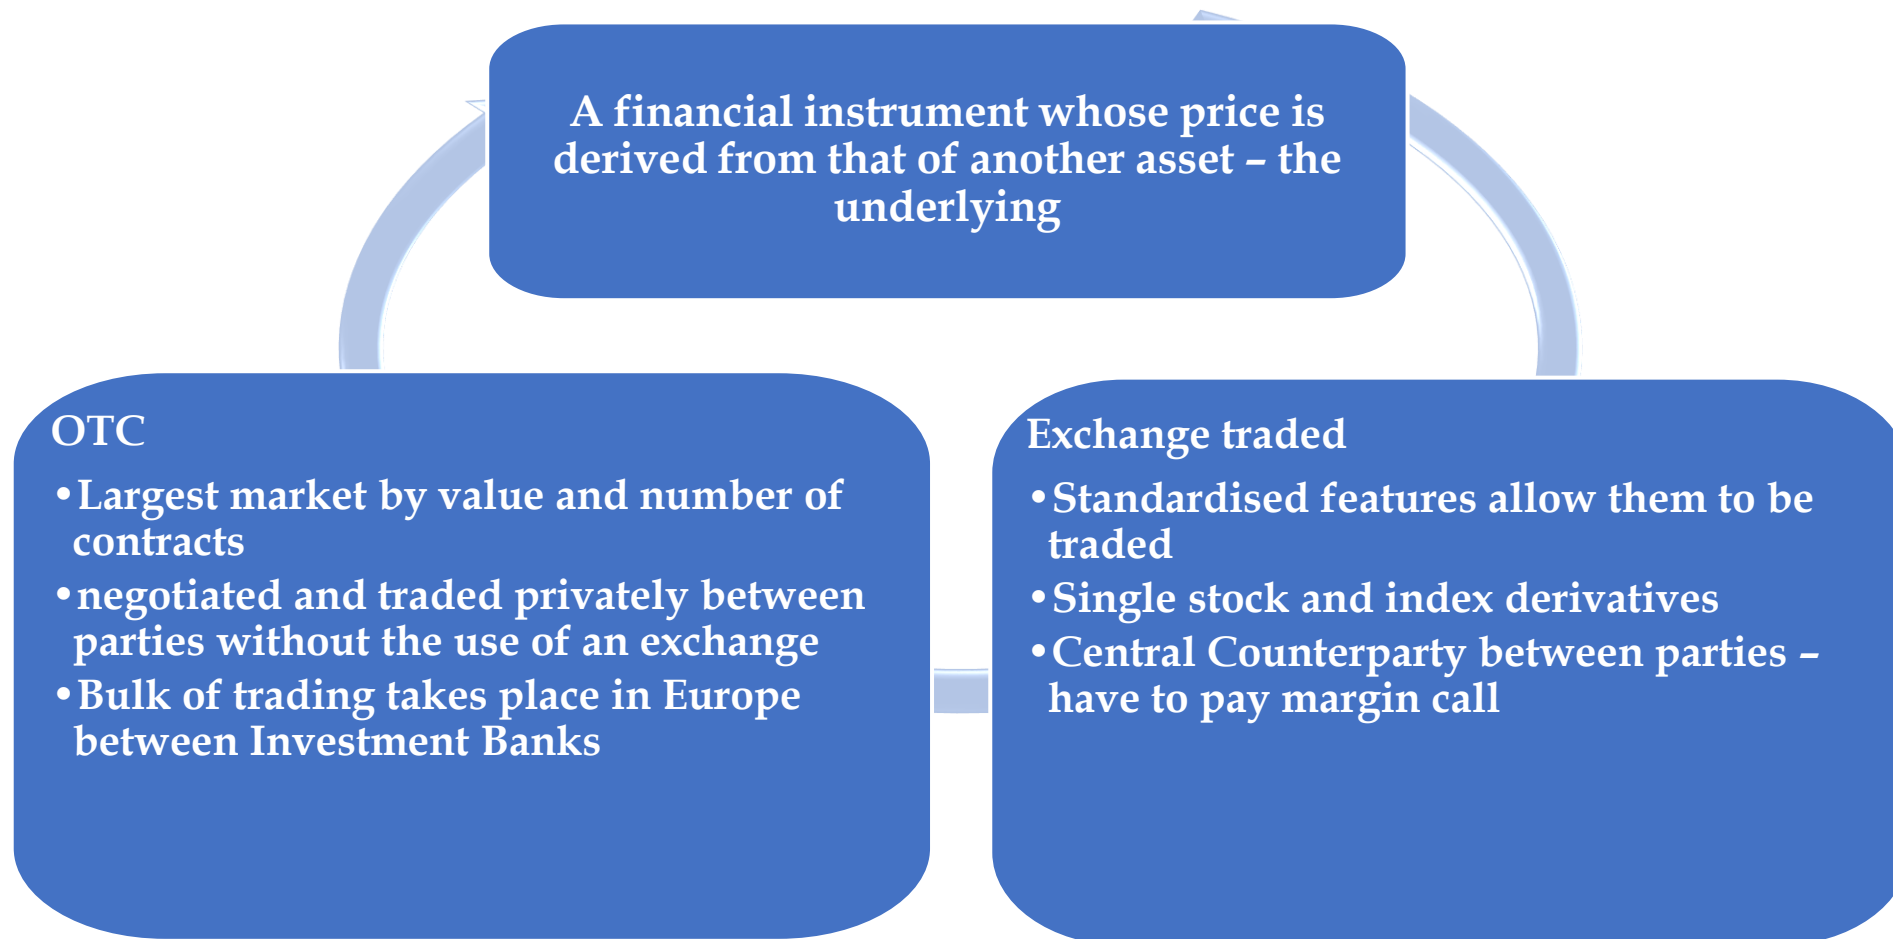 A financial instrument whose price is
derived from that of another asset – the
underlying
OTC
•Largest market by value and number of
contracts
•negotiated and traded privately between
parties without the use of an exchange
•Bulk of trading takes place in Europe
between Investment Banks
Exchange traded
•Standardised features allow them to be
traded
•Single stock and index derivatives
•Central Counterparty between parties –
have to pay margin call